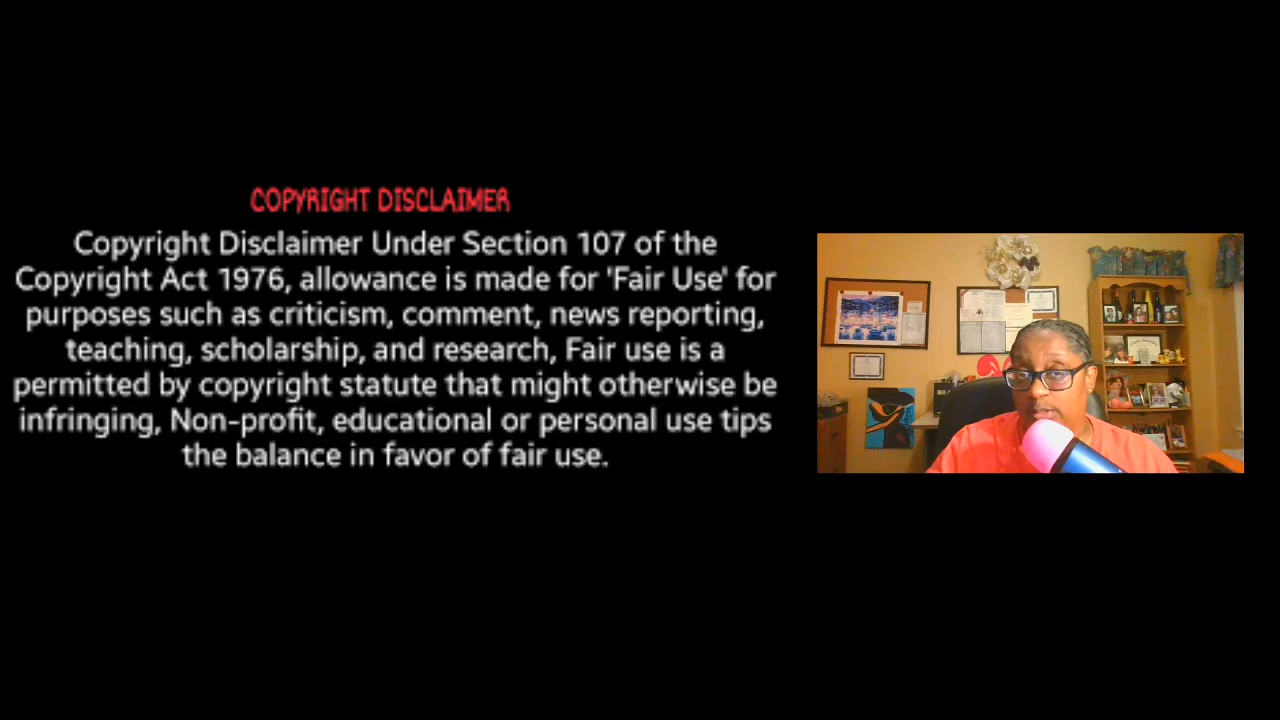 COPYRIGHT DISCLAIMER
Copyright Disclaimer Under Section 107 of the
Copyright Act 1976, allowance is made for 'Fair Use' for
purposes such as criticism, comment, news reporting,
teaching, scholarship, and research, Fair use is a
permitted by copyright statute that might otherwise be
infringing, Non-profit, educational or personal use tips
the balance in favor of fair use.